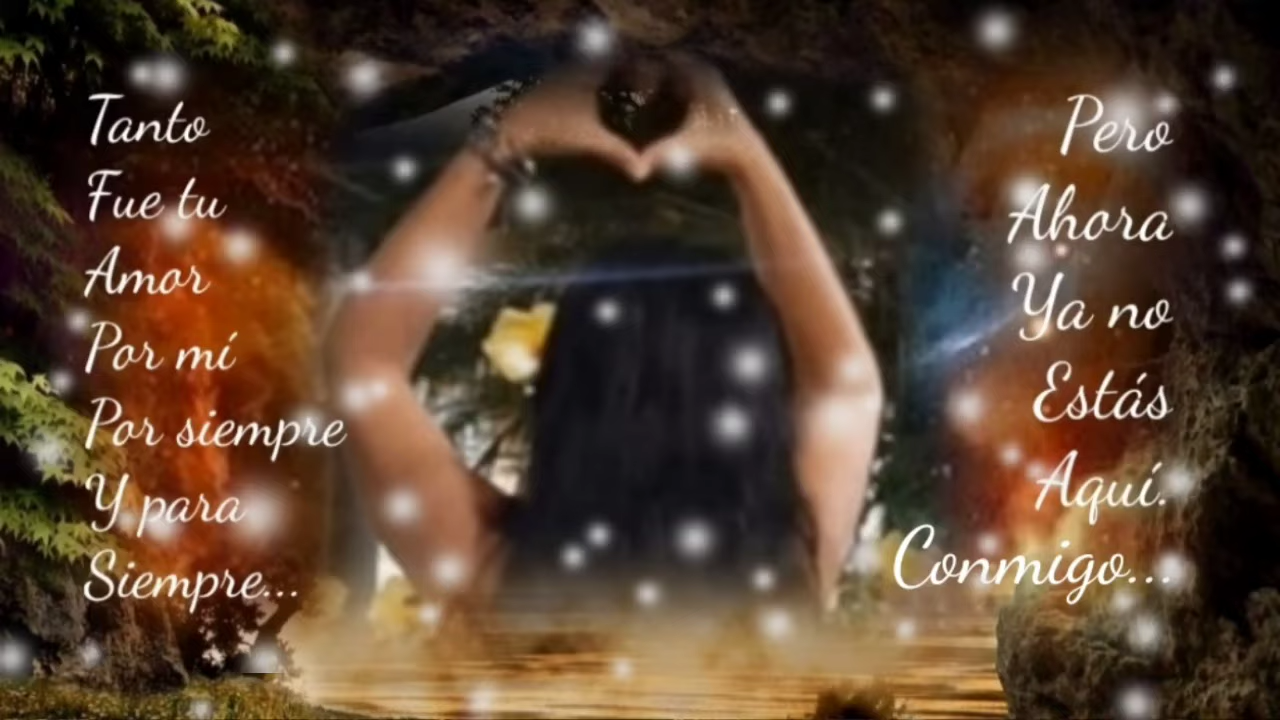 Tanto
Fue tu
Amor
Por mí
Por siempre
Y para
Siempre...
Pero
Ahora
Ya no
Estás
Aquí.
Conmigo...